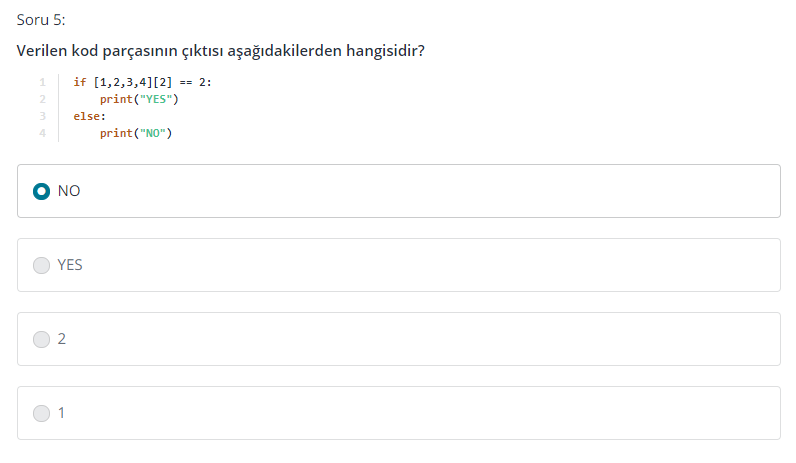 Soru 5:
Verilen kod parçasının çıktısı aşağıdakilerden hangisidir?
1 if [1,2,3,4][2] == 2:
2     print("YES")
3 else:
4     print("NO")
NO
YES
2
1